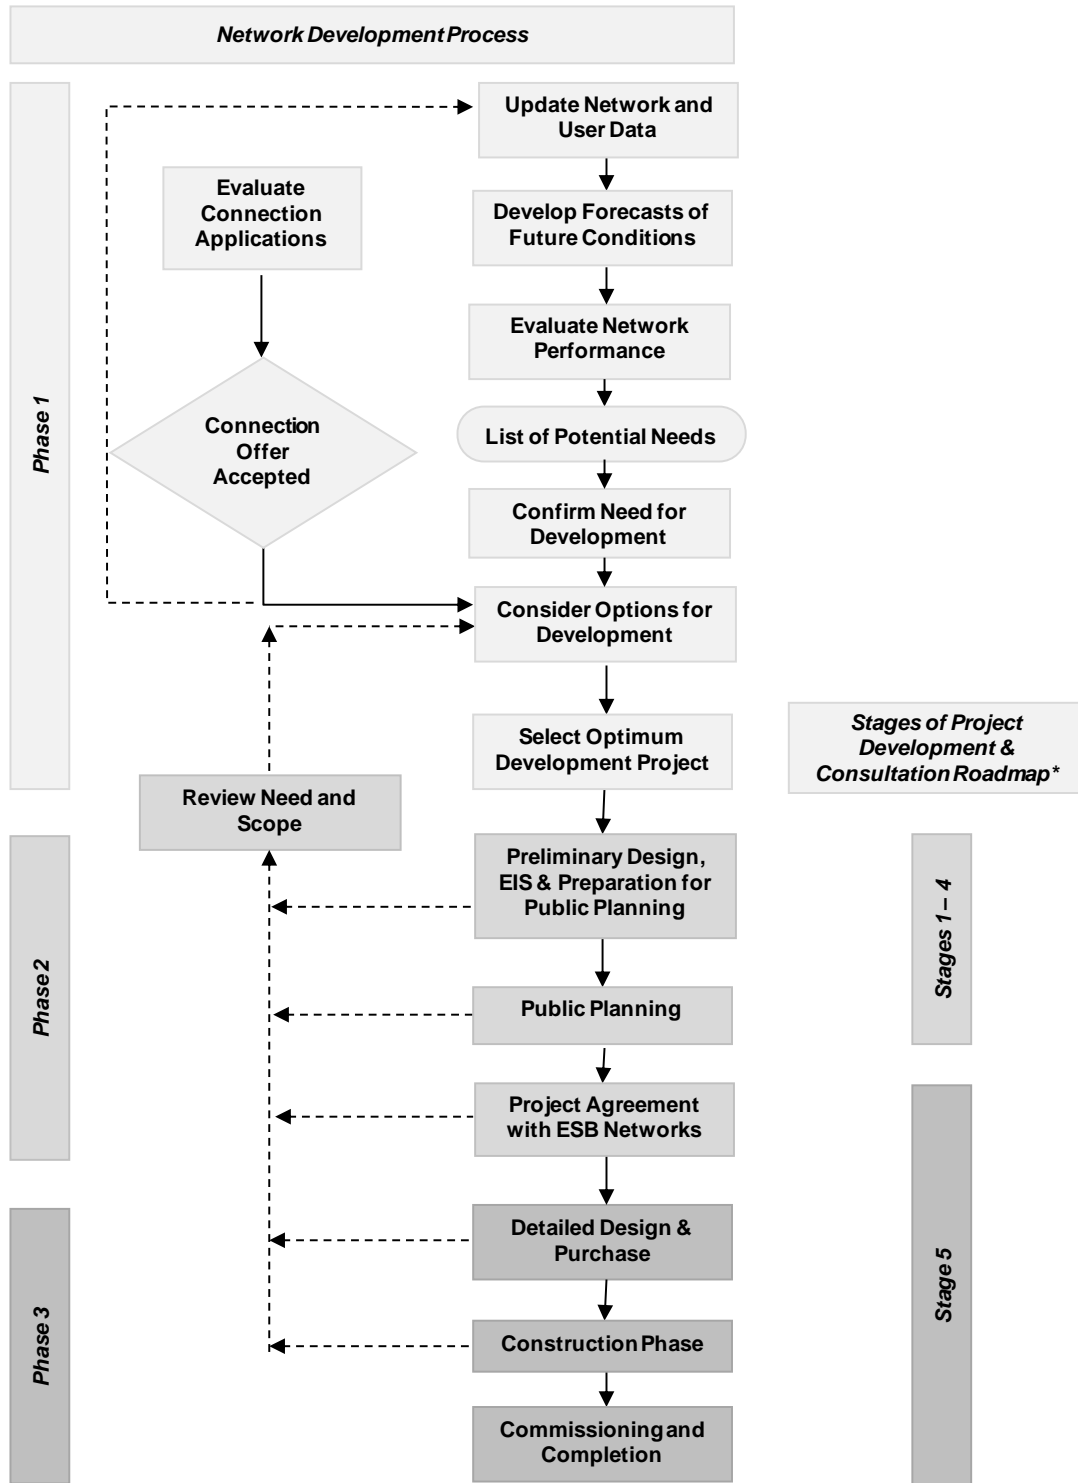 Network Development Process
Phase 1
Update Network and
User Data
Evaluate
Connection
Applications
Develop Forecasts of
Future Conditions
Evaluate Network
Performance
Connection
Offer
Accepted
List of Potential Needs
Confirm Need for
Development
Consider Options for
Development
Select Optimum
Development Project
Stages of Project
Development &
Consultation Roadmap*
Review Need and
Scope
Phase 2
Preliminary Design,
EIS & Preparation for
Public Planning
Stages 1 – 4
Public Planning
Project Agreement
with ESB Networks
Phase 3
Detailed Design &
Purchase
Stage 5
Construction Phase
Commissioning and
Completion